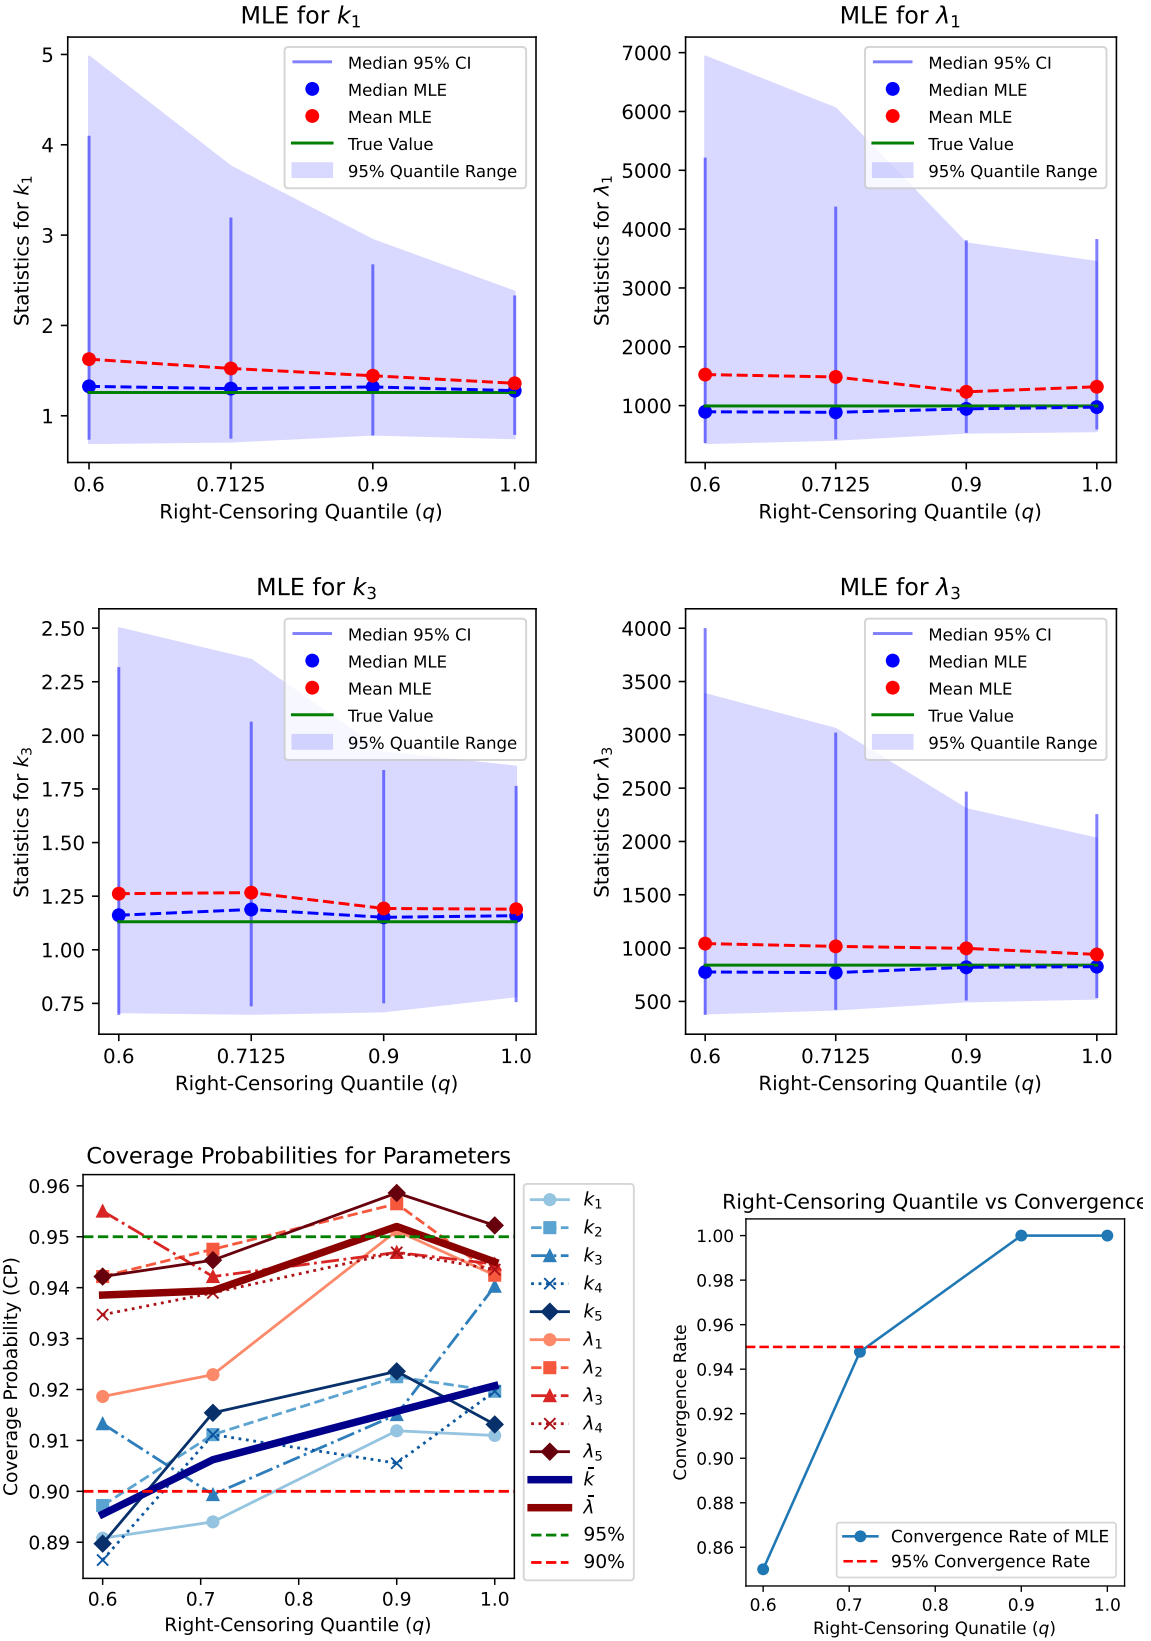 MLE for k1
5
4
3
2
1
Statistics for k1
Median 95% CI
Median MLE
Mean MLE
True Value
95% Quantile Range
0.6 0.7125 0.9 1.0
Right-Censoring Quantile (q)
MLE for λ1
7000
6000
5000
4000
3000
2000
1000
Statistics for λ1
Median 95% CI
Median MLE
Mean MLE
True Value
95% Quantile Range
0.6 0.7125 0.9 1.0
Right-Censoring Quantile (q)
MLE for k3
2.50
2.25
2.00
1.75
1.50
1.25
1.00
0.75
Statistics for k3
Median 95% CI
Median MLE
Mean MLE
True Value
95% Quantile Range
0.6 0.7125 0.9 1.0
Right-Censoring Quantile (q)
MLE for λ3
4000
3500
3000
2500
2000
1500
1000
500
Statistics for λ3
Median 95% CI
Median MLE
Mean MLE
True Value
95% Quantile Range
0.6 0.7125 0.9 1.0
Right-Censoring Quantile (q)
Coverage Probabilities for Parameters
0.96
0.95
0.94
0.93
0.92
0.91
0.90
0.89
Coverage Probability (CP)
0.6 0.7 0.8 0.9 1.0
Right-Censoring Quantile (q)
k1
k2
k3
k4
k5
λ1
λ2
λ3
λ4
λ5
k̄
λ̄
95%
90%
Right-Censoring Quantile vs Convergence
1.00
0.98
0.96
0.94
0.92
0.90
0.88
0.86
Convergence Rate
Convergence Rate of MLE
95% Convergence Rate
0.6 0.7 0.8 0.9 1.0
Right-Censoring Qunatile (q)